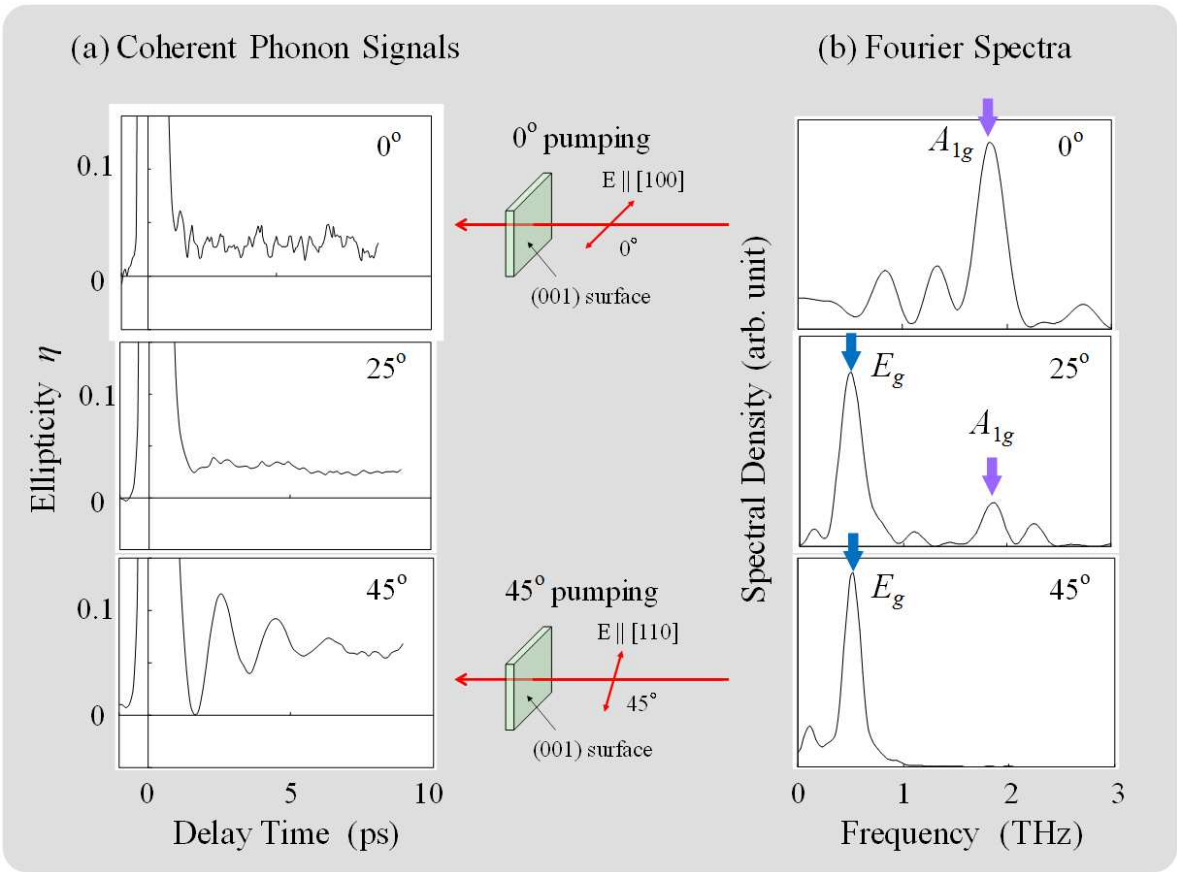 (a) Coherent Phonon Signals
(b) Fourier Spectra
0°
0.1
0
25°
0.1
0
45°
0.1
0
0 5 10
Delay Time (ps)
Ellipticity η
0° pumping
E || [100]
0°
(001) surface
45° pumping
E || [110]
45°
(001) surface
A1g
0°
Eg
25°
A1g
Eg
45°
0 1 2 3
Frequency (THz)
Spectral Density (arb. unit)